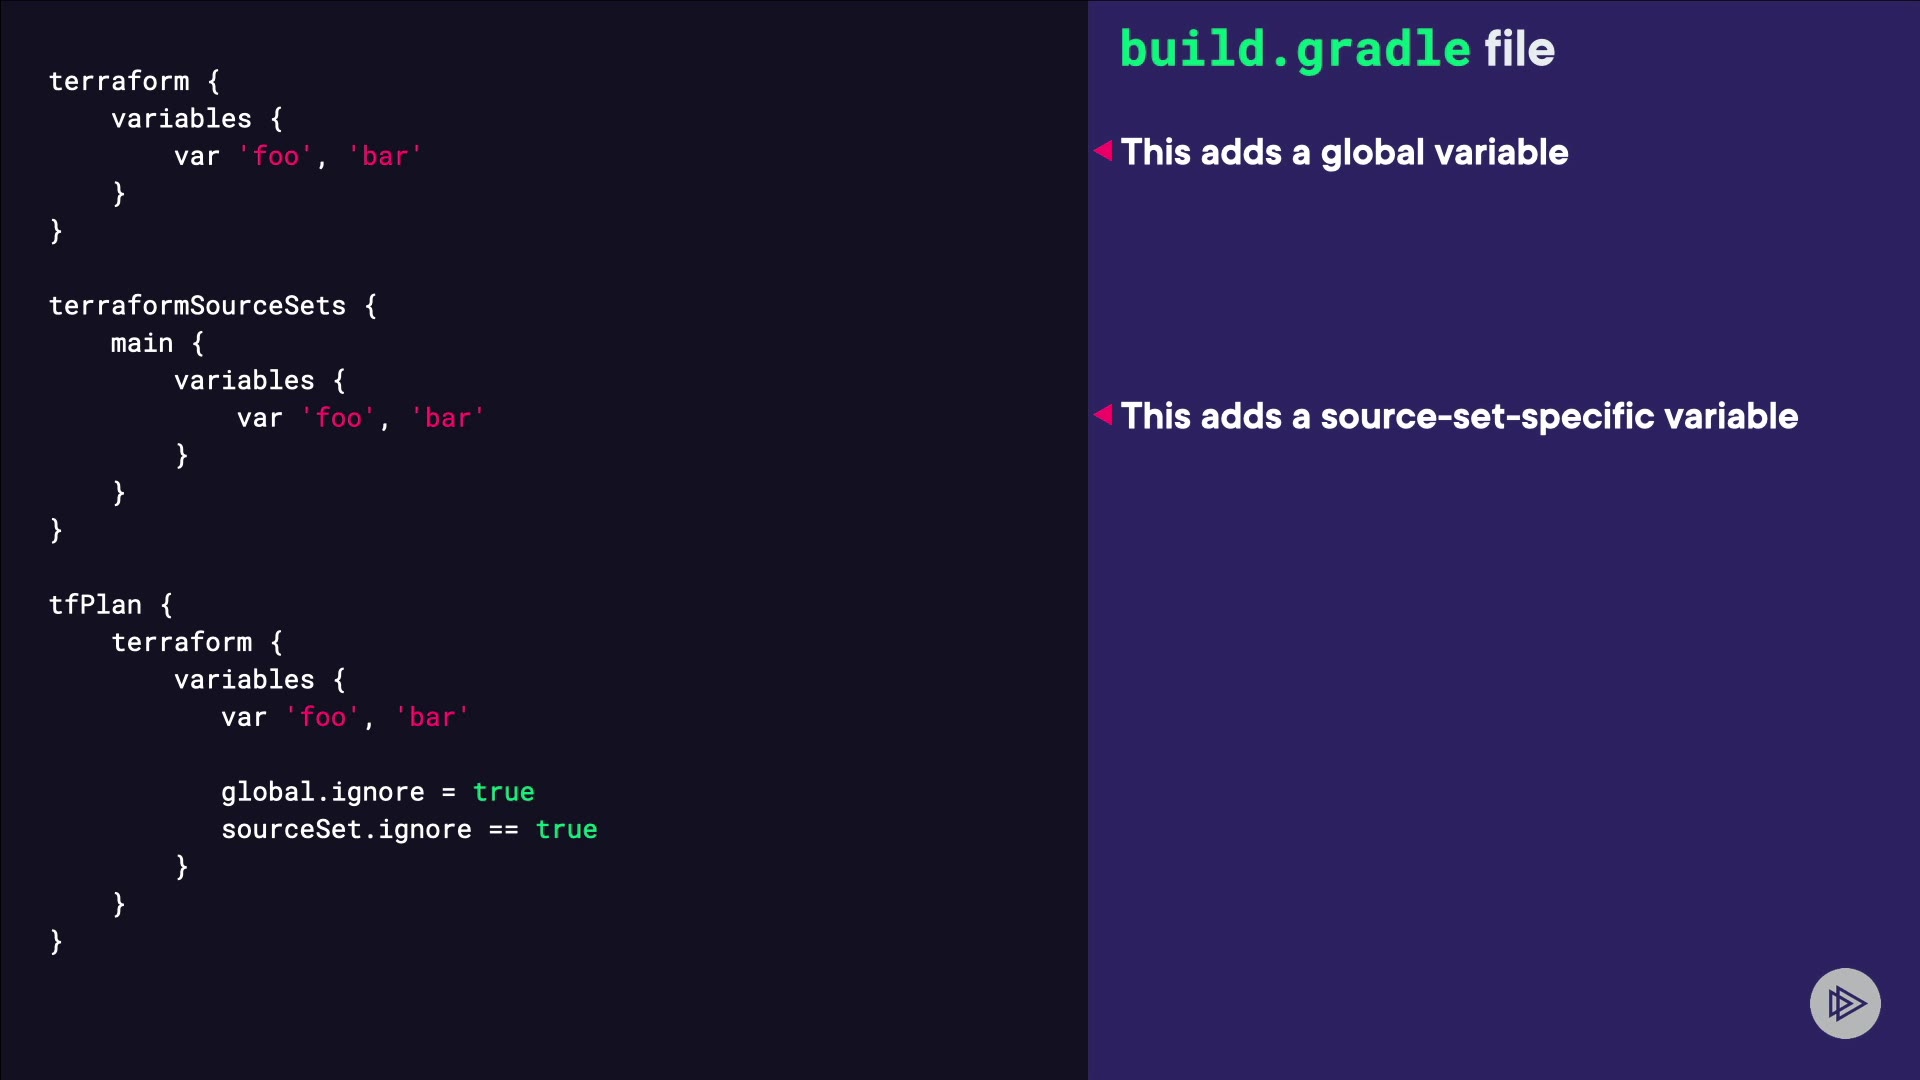 terraform {
    variables {
        var 'foo', 'bar'
    }
}

terraformSourceSets {
    main {
        variables {
            var 'foo', 'bar'
        }
    }
}

tfPlan {
    terraform {
        variables {
           var 'foo', 'bar'

           global.ignore = true
           sourceSet.ignore == true
        }
    }
}
build.gradle file
This adds a global variable
This adds a source-set-specific variable